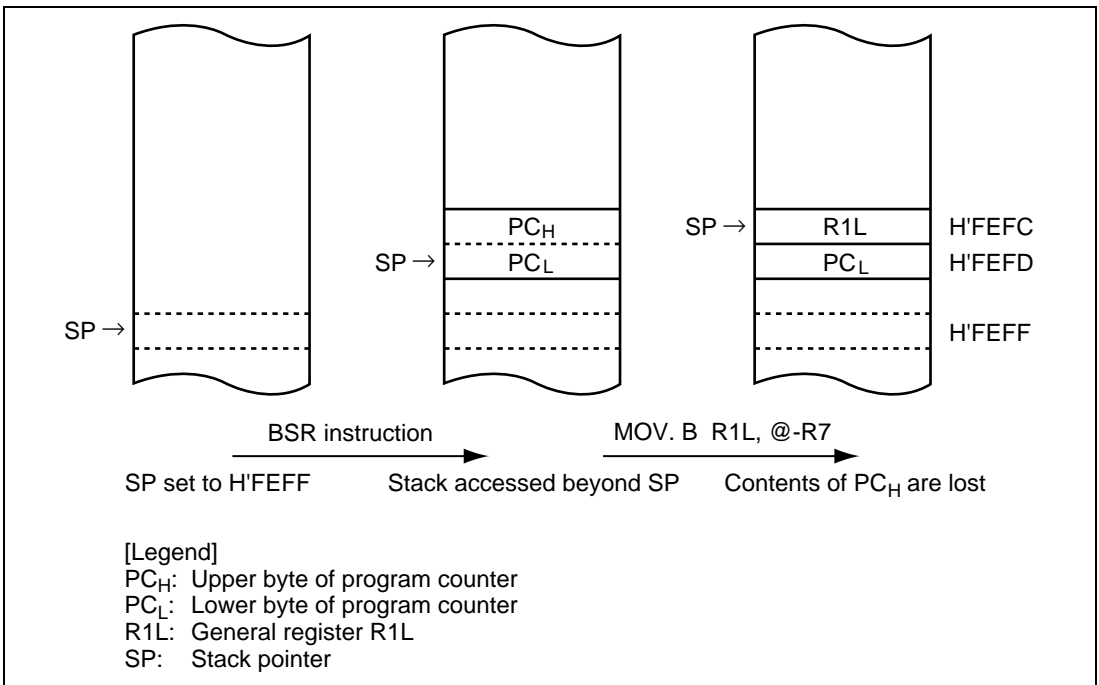 PCH
SP → R1L H'FEFC
SP → PCL PCL H'FEFD
SP → H'FEFF
BSR instruction MOV. B R1L, @-R7
SP set to H'FEFF Stack accessed beyond SP Contents of PCH are lost
[Legend]
PCH: Upper byte of program counter
PCL: Lower byte of program counter
R1L: General register R1L
SP: Stack pointer